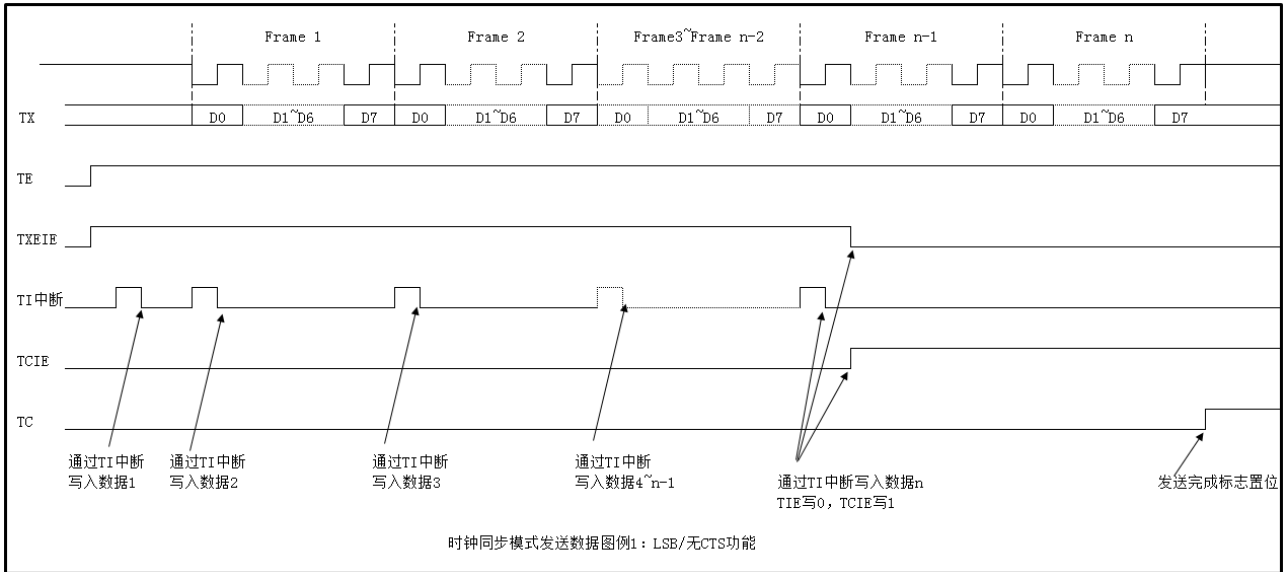 Frame 1 Frame 2 Frame3~Frame n-2 Frame n-1 Frame n
TX D0 D1~D6 D7 D0 D1~D6 D7 D0 D1~D6 D7 D0 D1~D6 D7 D0 D1~D6 D7
TE
TXEIE
TI中断
TCIE
TC
通过TI中断
写入数据1
通过TI中断
写入数据2
通过TI中断
写入数据3
通过TI中断
写入数据4~n-1
通过TI中断写入数据n
TIE写0, TCIE写1
发送完成标志置位
时钟同步模式发送数据图例1：LSB/无CTS功能